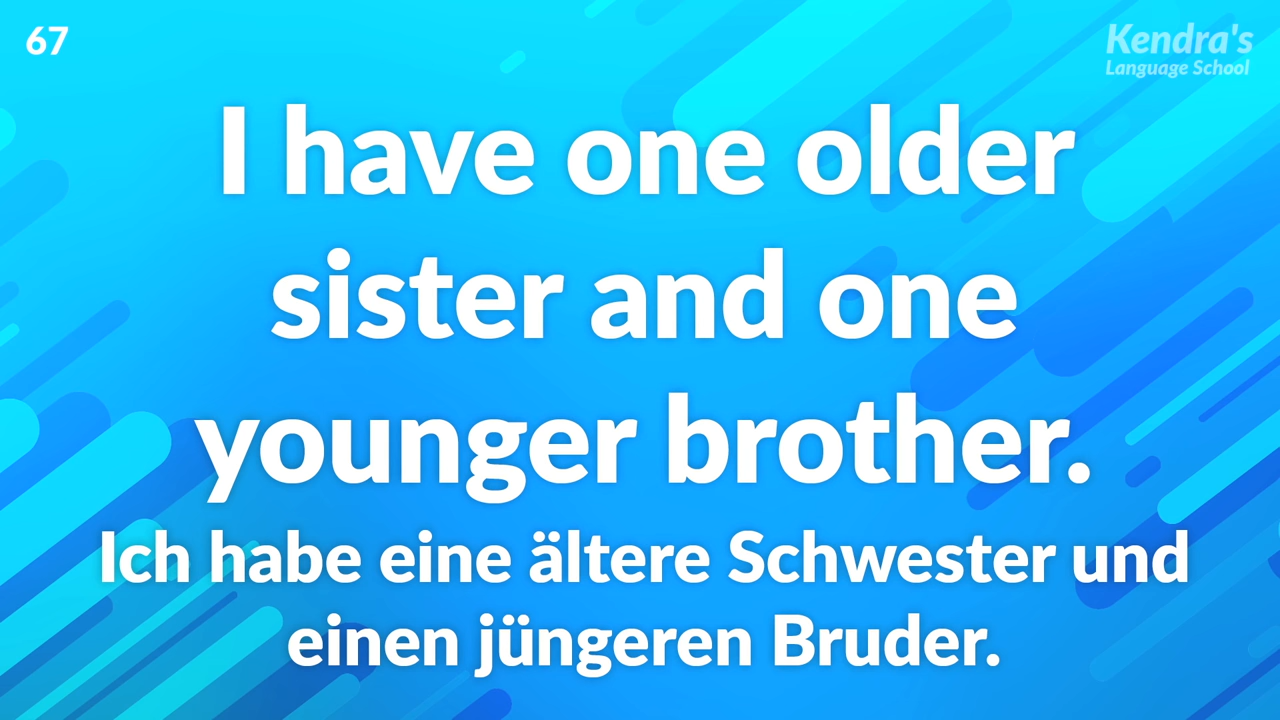 67
Kendra's
Language School
I have one older
sister and one
younger brother.
Ich habe eine ältere Schwester und
einen jüngeren Bruder.